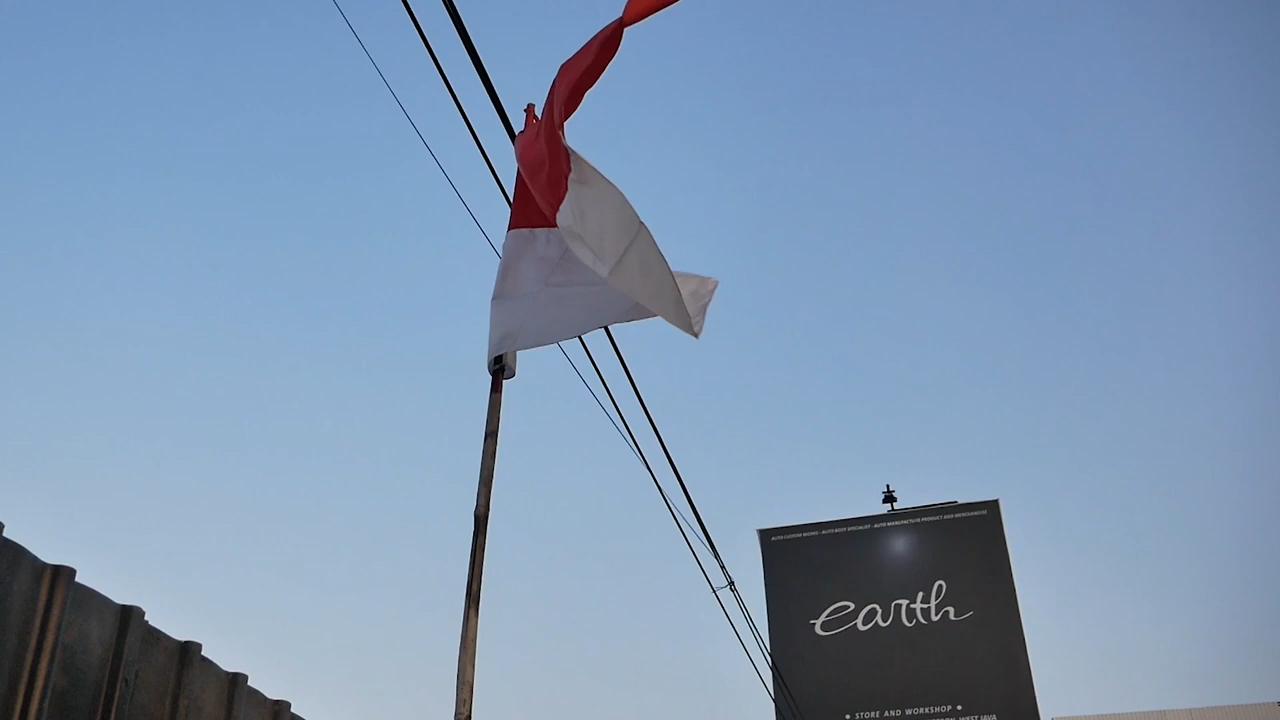 AUTO CUSTOM WORKS - AUTO BODY SPECIALIST - AUTO MANUFACTURE PRODUCT AND MERCHANDISE
earth
• STORE AND WORKSHOP •
WEST JAVA